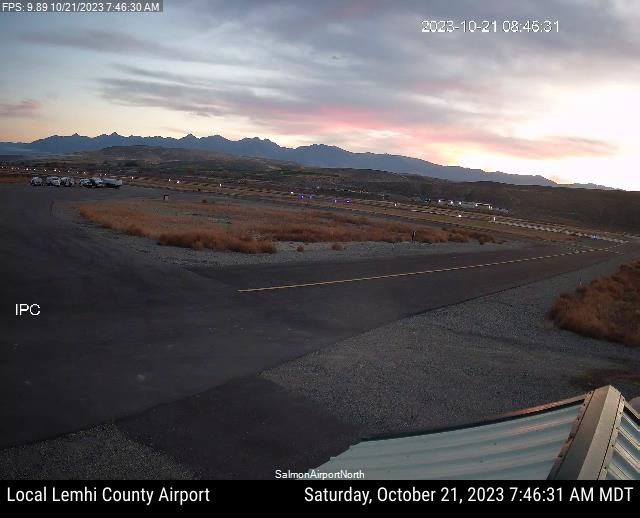 FPS: 9.89 10/21/2023 7:46:30 AM
2023-10-21 08:46:31
IPC
SalmonAirportNorth
Local Lemhi County Airport Saturday, October 21, 2023 7:46:31 AM MDT